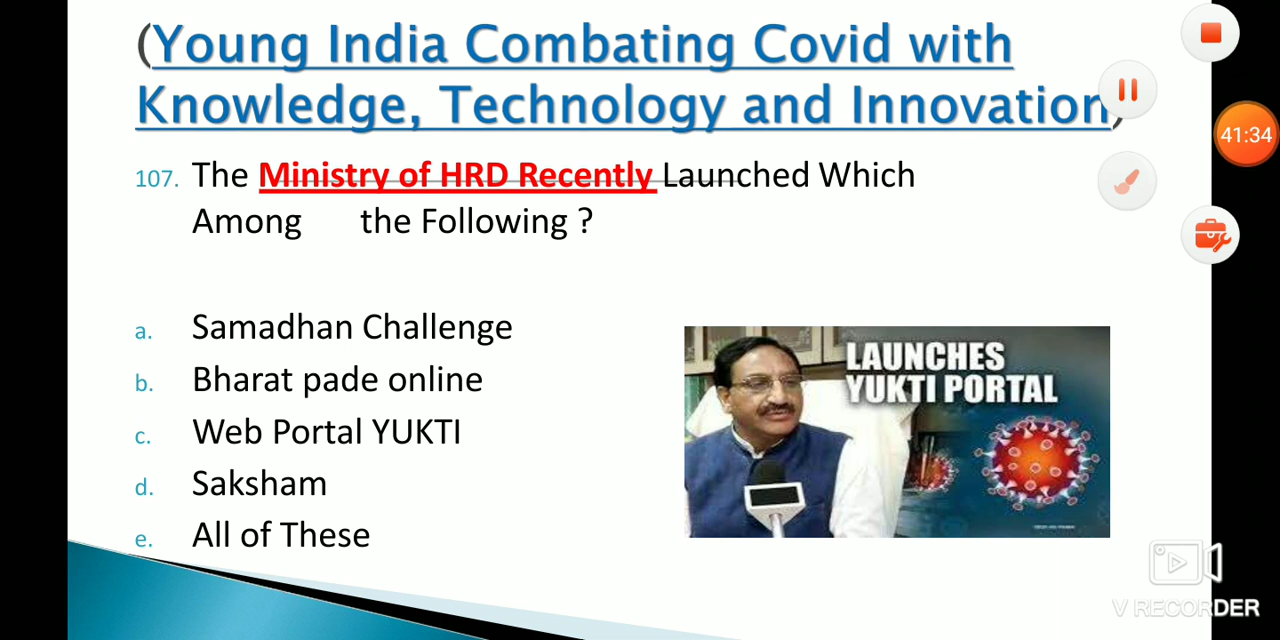 (Young India Combating Covid with
Knowledge, Technology and Innovation)
41:34
107. The Ministry of HRD Recently Launched Which
Among the Following ?
a. Samadhan Challenge
b. Bharat pade online
c. Web Portal YUKTI
d. Saksham
e. All of These
LAUNCHES
YUKTI PORTAL
V RECORDER